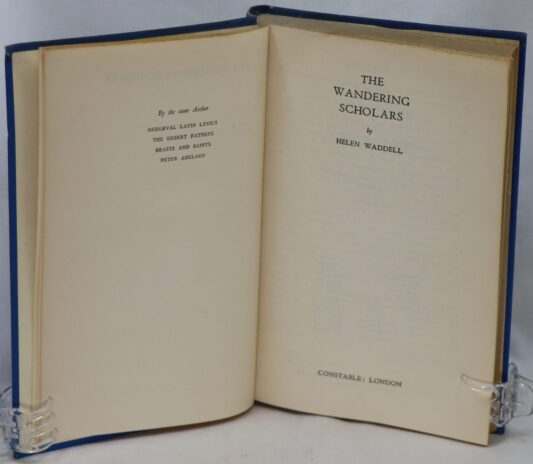 By the same Author
MEDIÆVAL LATIN LYRICS
THE DESERT FATHERS
BEASTS AND SAINTS
PETER ABELARD
THE
WANDERING
SCHOLARS
by
HELEN WADDELL
CONSTABLE: LONDON